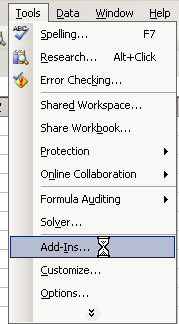 Tools Data Window Help
Spelling... F7
Research... Alt+Click
Error Checking...
Shared Workspace...
Share Workbook...
Protection
Online Collaboration
Formula Auditing
Solver...
Add-Ins...
Customize...
Options...